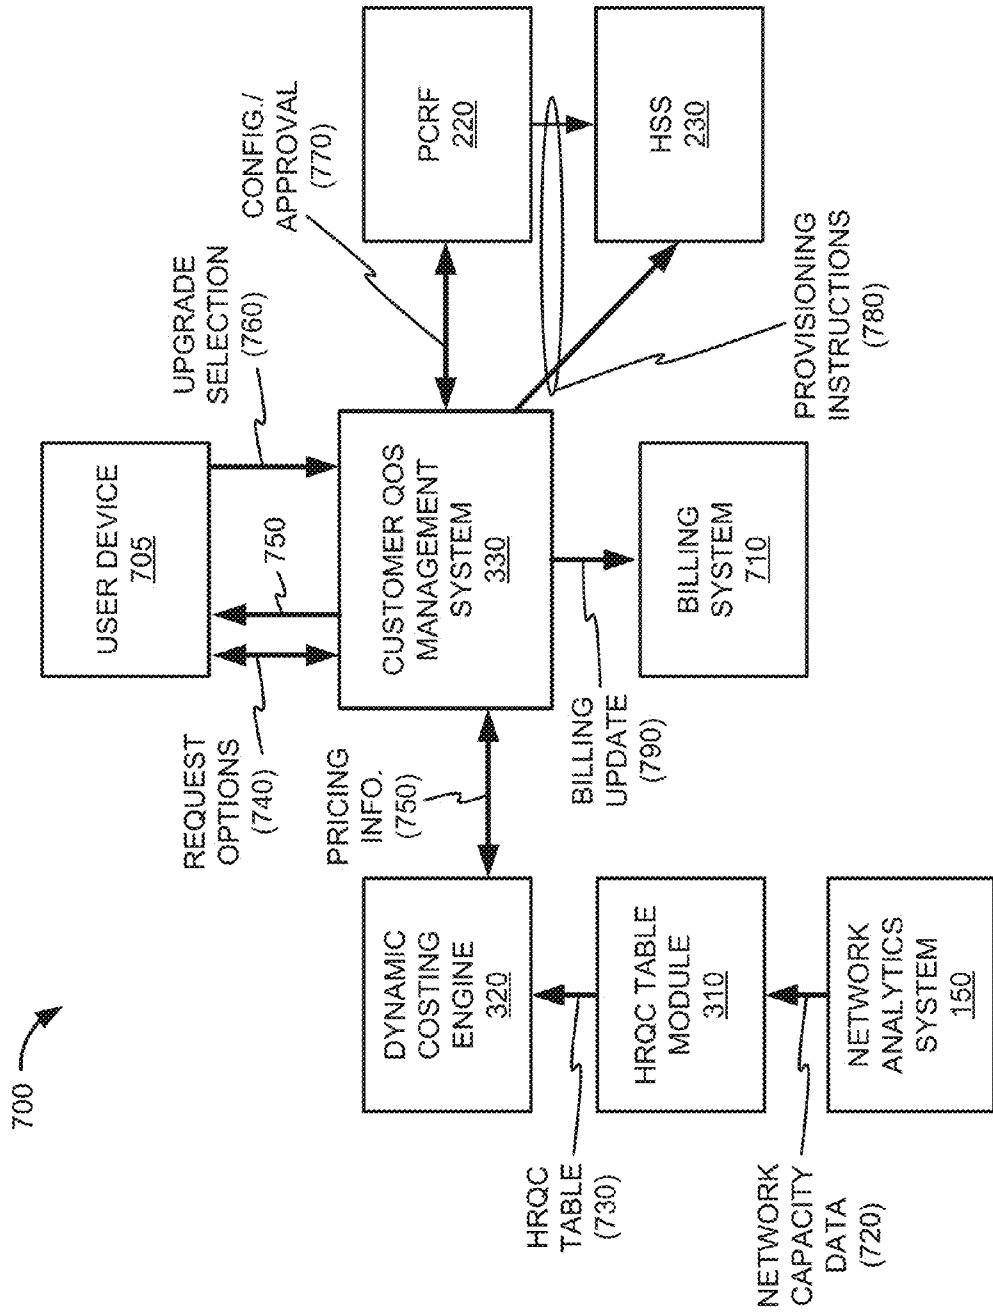 700
REQUEST
OPTIONS
(740)
USER DEVICE
705
750
UPGRADE
SELECTION
(760)
PRICING
INFO.
(750)
CUSTOMER QOS
MANAGEMENT
SYSTEM
330
CONFIG./
APPROVAL
(770)
DYNAMIC
COSTING
ENGINE
320
PCRF
220
HRQC
TABLE
(730)
HRQC TABLE
MODULE
310
BILLING
UPDATE
(790)
BILLING
SYSTEM
710
HSS
230
PROVISIONING
INSTRUCTIONS
(780)
NETWORK
CAPACITY
DATA
(720)
NETWORK
ANALYTICS
SYSTEM
150